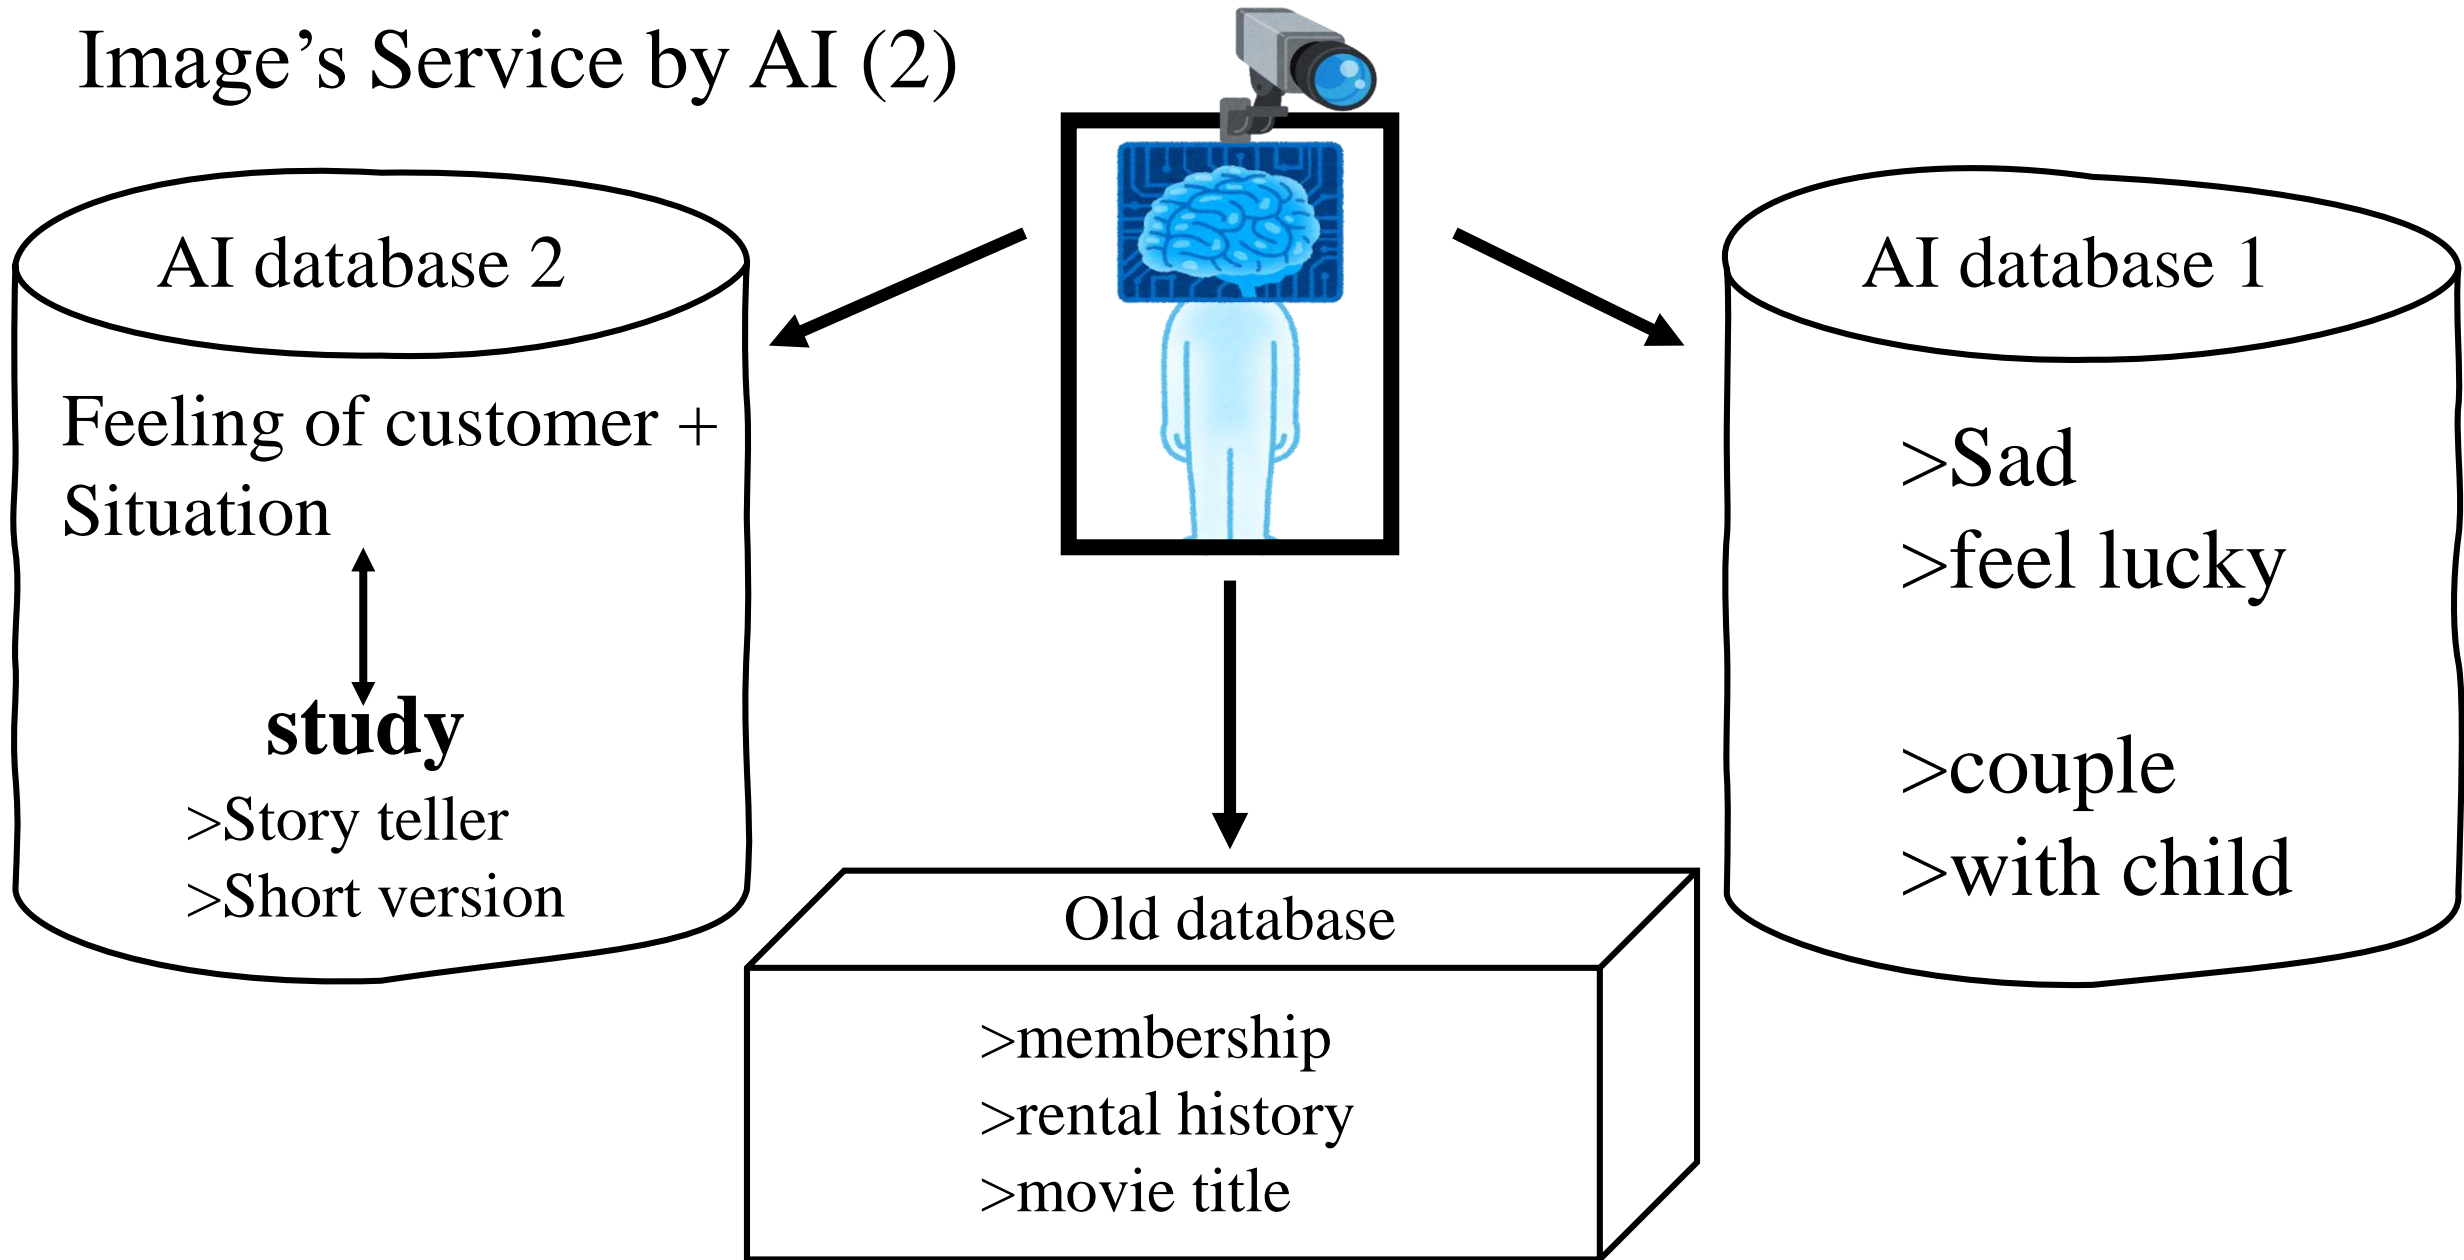 Image’s Service by AI (2)
AI database 2
Feeling of customer +
Situation
study
>Story teller
>Short version
AI database 1
>Sad
>feel lucky
>couple
>with child
Old database
>membership
>rental history
>movie title